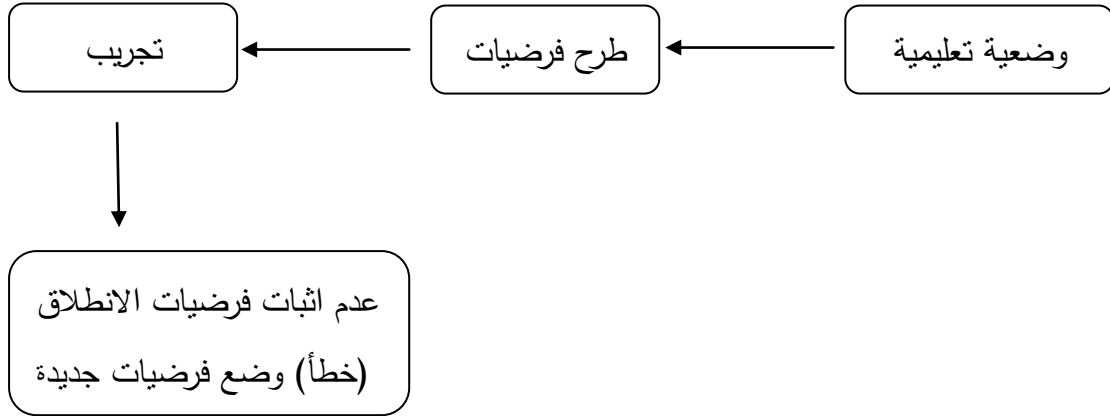 وضعية تعليمية
طرح فرضيات
تجريب
عدم اثبات فرضيات الانطلاق
(خطأ) وضع فرضيات جديدة